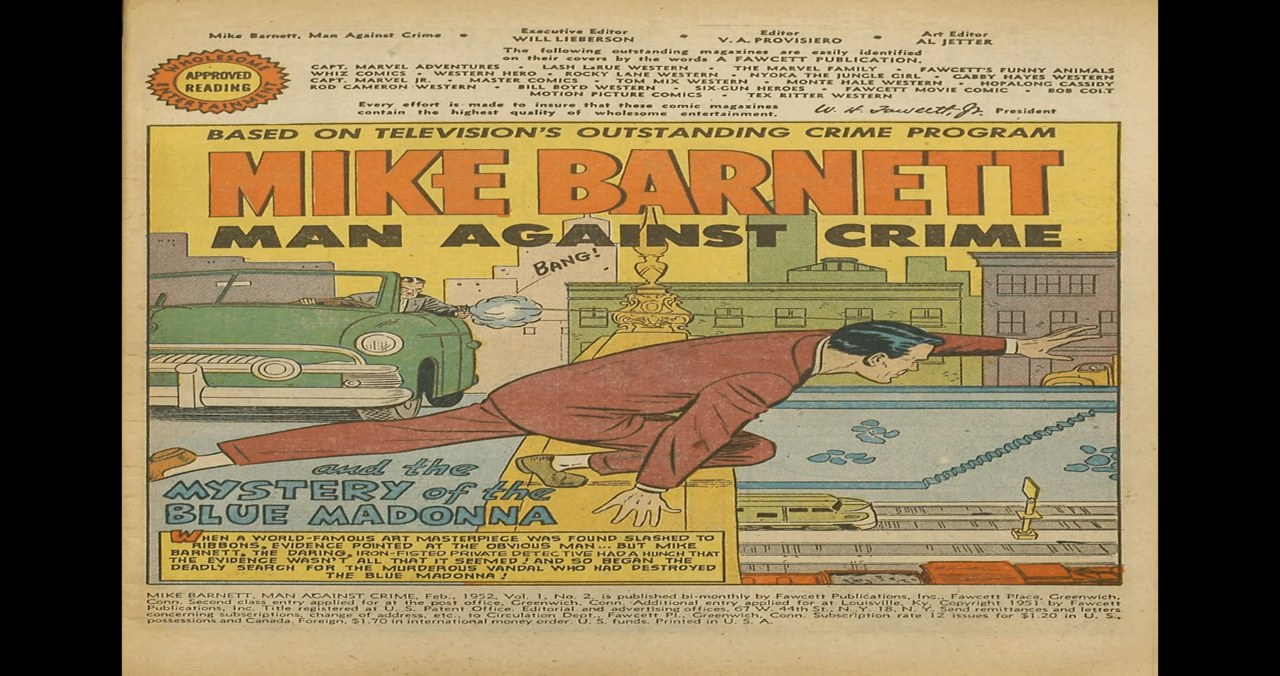 Mike Barnett, Man Against Crime • Executive Editor WILL LIEBERSON • Editor V. A. PROVISIERO • Art Editor AL JETTER
WHOLESOME
APPROVED
READING
ENTERTAINMENT
The following outstanding magazines are easily identified
on their covers by the words A FAWCETT PUBLICATION.
CAPT. MARVEL ADVENTURES • LASH LaRUE WESTERN • THE MARVEL FAMILY • FAWCETT'S FUNNY ANIMALS
WHIZ COMICS • WESTERN HERO • ROCKY LANE WESTERN • NYOKA THE JUNGLE GIRL • GABBY HAYES WESTERN
CAPT. MARVEL JR. • MASTER COMICS • TOM MIX WESTERN • MONTE HALE WESTERN • HOPALONG CASSIDY
ROD CAMERON WESTERN • BILL BOYD WESTERN • SIX-GUN HEROES • FAWCETT MOVIE COMIC • BOB COLT
MOTION PICTURE COMICS • TEX RITTER WESTERN
Every effort is made to insure that these comic magazines
contain the highest quality of wholesome entertainment.
W. H. Fawcett, Jr. President
BASED ON TELEVISION'S OUTSTANDING CRIME PROGRAM
MIKE BARNETT
MAN AGAINST CRIME
BANG!
and the
MYSTERY of the
BLUE MADONNA
WHEN A WORLD-FAMOUS ART MASTERPIECE WAS FOUND SLASHED TO
RIBBONS, EVIDENCE POINTED AT THE OBVIOUS MAN... BUT MIKE
BARNETT, THE DARING, IRON-FISTED PRIVATE DETECTIVE HAD A HUNCH THAT
THE EVIDENCE WASN'T ALL THAT IT SEEMED! AND SO BEGAN THE
DEADLY SEARCH FOR THE MURDEROUS VANDAL WHO HAD DESTROYED
THE BLUE MADONNA!
MIKE BARNETT, MAN AGAINST CRIME, Feb., 1952, Vol. 1, No. 2, is published bi-monthly by Fawcett Publications, Inc., Fawcett Place, Greenwich,
Conn. Second class entry applied for at the post office, Greenwich, Conn. Additional entry applied for at Louisville, Ky. Copyright 1951 by Fawcett
Publications, Inc. Title registered at U. S. Patent Office. Editorial and advertising offices, 67 W. 44th St., N. Y. 18, N. Y. Send remittances and letters
concerning subscriptions, change of address, etc., to Circulation Dept., Fawcett Bldg., Greenwich, Conn. Subscription rate 12 issues for $1.20 in U. S.,
possessions and Canada. Foreign, $1.70 in international money order. U. S. funds. Printed in U. S. A.